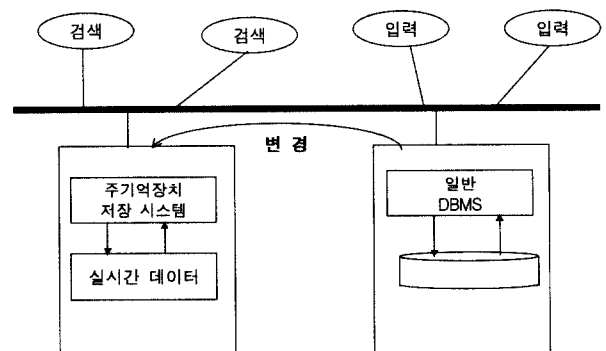 검색
검색
입력
입력
변 경
주기억장치
저장 시스템
실시간 데이터
일반
DBMS